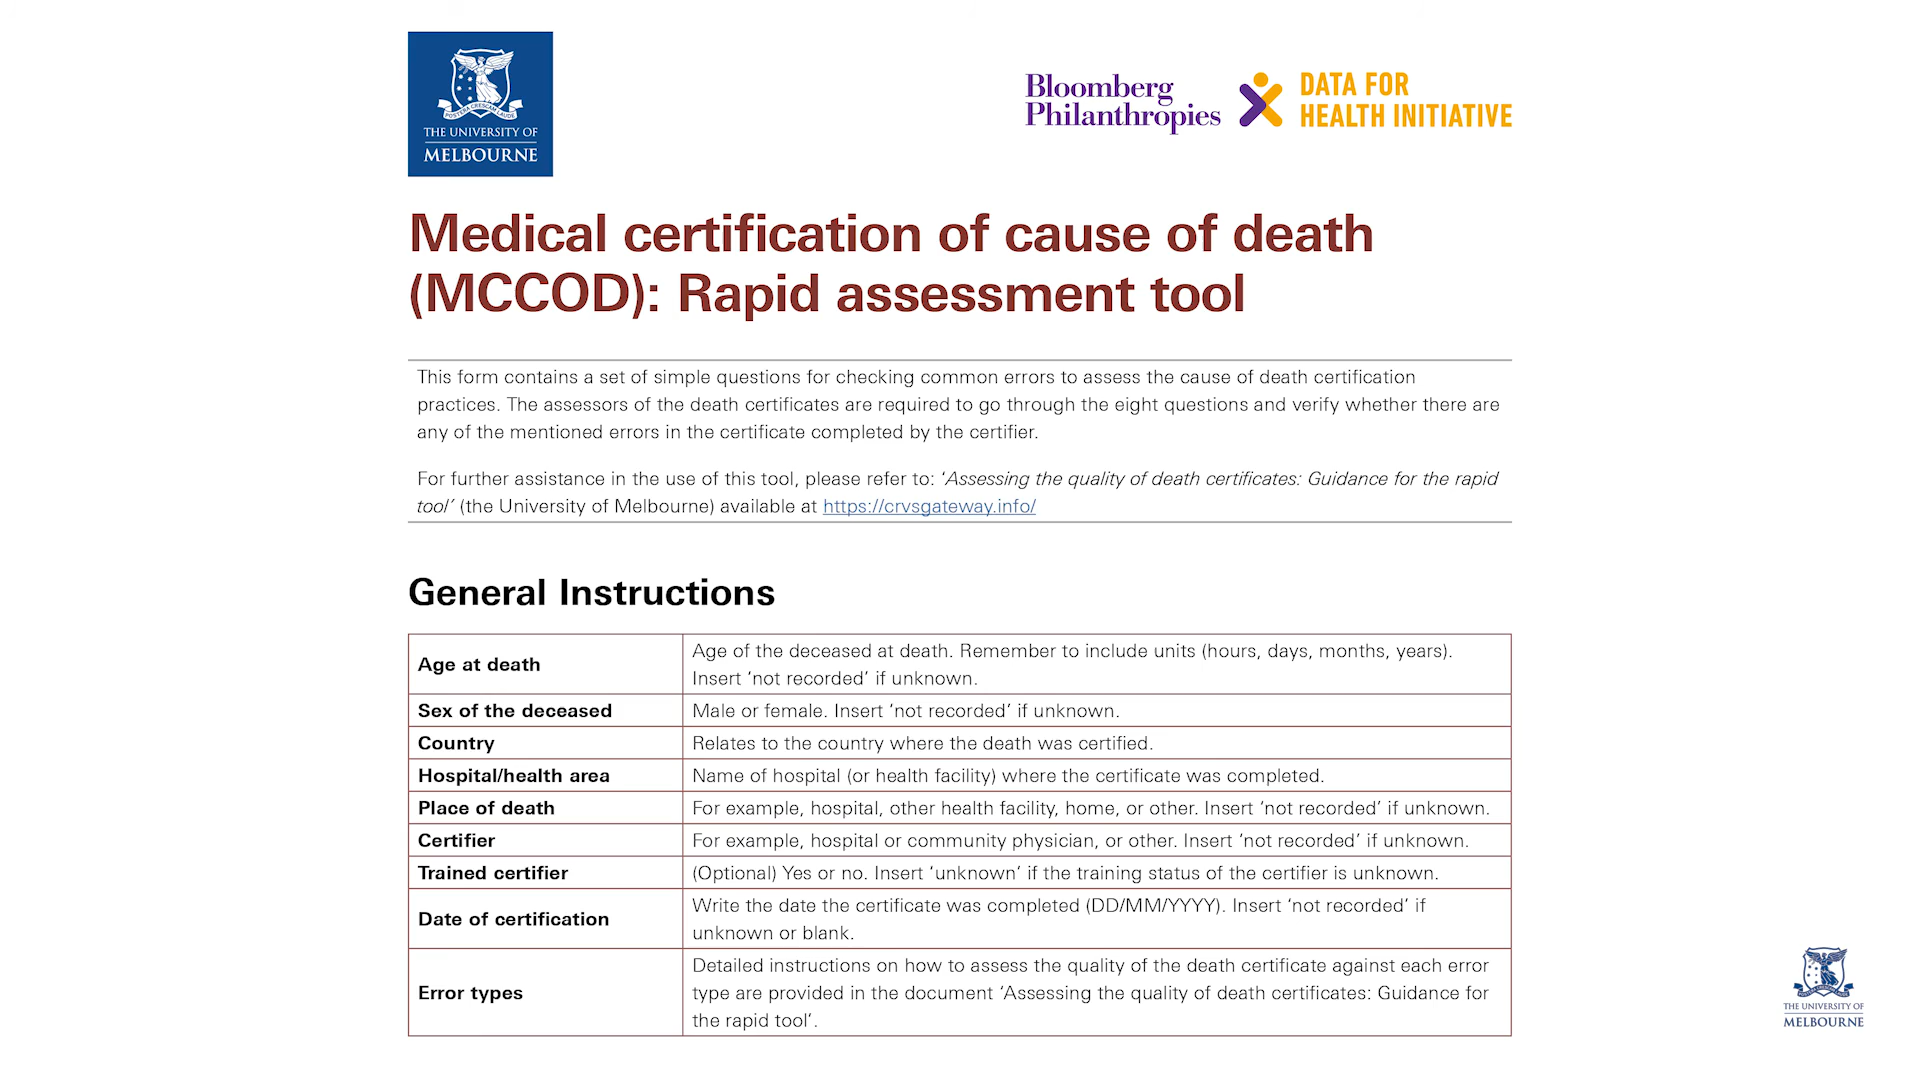 POSTERA CRESCAM LAUDE
THE UNIVERSITY OF
MELBOURNE
Bloomberg
Philanthropies
DATA FOR
HEALTH INITIATIVE
Medical certification of cause of death
(MCCOD): Rapid assessment tool
This form contains a set of simple questions for checking common errors to assess the cause of death certification
practices. The assessors of the death certificates are required to go through the eight questions and verify whether there are
any of the mentioned errors in the certificate completed by the certifier.
For further assistance in the use of this tool, please refer to: ‘Assessing the quality of death certificates: Guidance for the rapid
tool’ (the University of Melbourne) available at https://crvsgateway.info/
General Instructions
Age at death
Age of the deceased at death. Remember to include units (hours, days, months, years).
Insert ‘not recorded’ if unknown.
Sex of the deceased
Male or female. Insert ‘not recorded’ if unknown.
Country
Relates to the country where the death was certified.
Hospital/health area
Name of hospital (or health facility) where the certificate was completed.
Place of death
For example, hospital, other health facility, home, or other. Insert ‘not recorded’ if unknown.
Certifier
For example, hospital or community physician, or other. Insert ‘not recorded’ if unknown.
Trained certifier
(Optional) Yes or no. Insert ‘unknown’ if the training status of the certifier is unknown.
Date of certification
Write the date the certificate was completed (DD/MM/YYYY). Insert ‘not recorded’ if
unknown or blank.
Error types
Detailed instructions on how to assess the quality of the death certificate against each error
type are provided in the document ‘Assessing the quality of death certificates: Guidance for
the rapid tool’.
THE UNIVERSITY OF
MELBOURNE